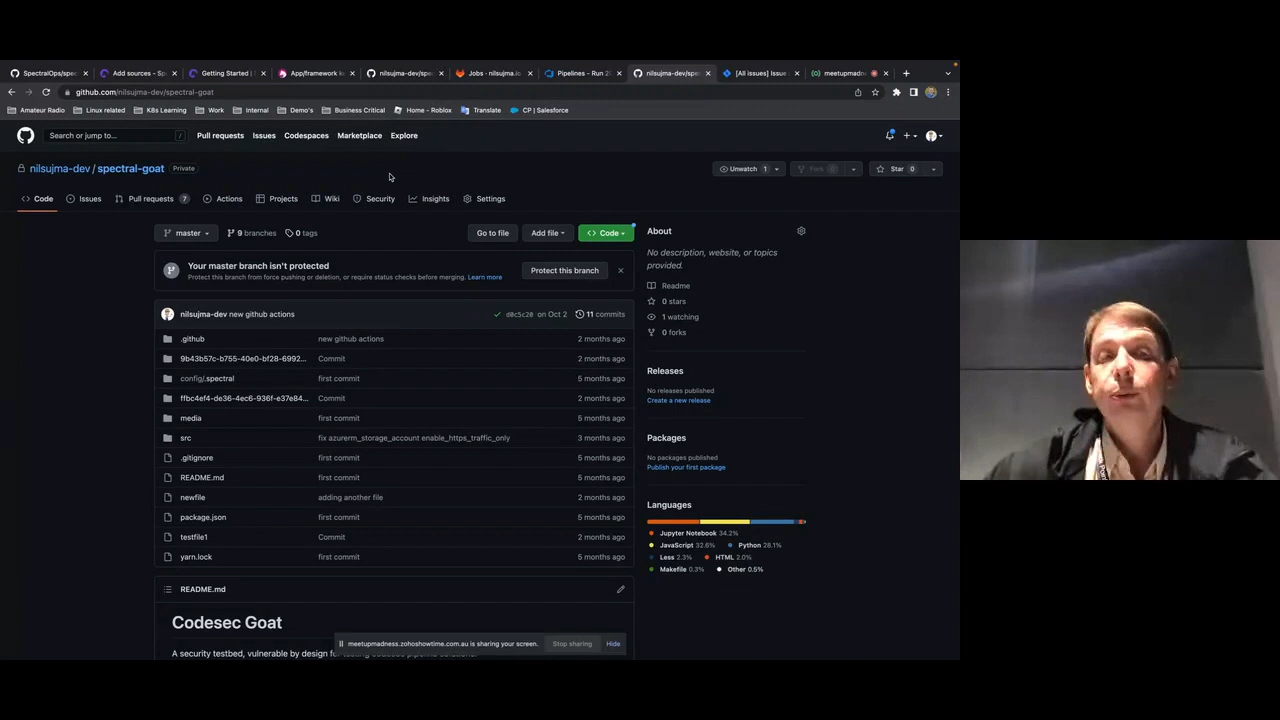 SpectralOps/spec
Add sources - Sp
Getting Started |
App/framework k
nilsujma-dev/spec
Jobs · nilsujma.io
Pipelines - Run 20
nilsujma-dev/spec
[All issues] Issue
meetupmadn
github.com/nilsujma-dev/spectral-goat
Amateur Radio
Linux related
K8s Learning
Work
Internal
Demo's
Business Critical
Home - Roblox
Translate
CP | Salesforce
Search or jump to...
/
Pull requests
Issues
Codespaces
Marketplace
Explore
nilsujma-dev / spectral-goat
Private
Unwatch 1
Fork 0
Star 0
Code
Issues
Pull requests 7
Actions
Projects
Wiki
Security
Insights
Settings
master
9 branches
0 tags
Go to file
Add file
Code
Your master branch isn't protected
Protect this branch from force pushing or deletion, or require status checks before merging. Learn more
Protect this branch
nilsujma-dev new github actions
d0c5c20 on Oct 2
11 commits
.github new github actions 2 months ago
9b43b57c-b755-40e0-bf28-6992... Commit 2 months ago
config/.spectral first commit 5 months ago
ffbc4ef4-de36-4ec6-936f-e37e84... Commit 2 months ago
media first commit 5 months ago
src fix azurerm_storage_account enable_https_traffic_only 3 months ago
.gitignore first commit 5 months ago
README.md first commit 5 months ago
newfile adding another file 2 months ago
package.json first commit 5 months ago
testfile1 Commit 2 months ago
yarn.lock first commit 5 months ago
README.md
Codesec Goat
A security testbed, vulnerable by design
meetupmadness.zohoshowtime.com.au is sharing your screen.
Stop sharing
Hide
About
No description, website, or topics
provided.
Readme
0 stars
1 watching
0 forks
Releases
No releases published
Create a new release
Packages
No packages published
Publish your first package
Languages
Jupyter Notebook 34.2%
JavaScript 32.6% Python 28.1%
Less 2.3% HTML 2.0%
Makefile 0.3% Other 0.5%